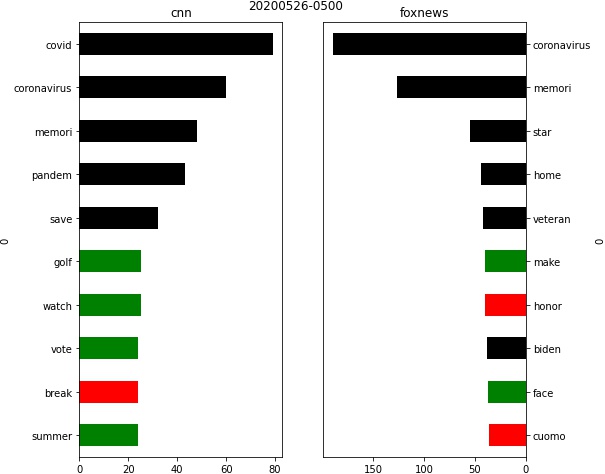 20200526-0500
cnn
foxnews
covid
coronavirus
memori
pandem
save
golf
watch
vote
break
summer
0
0 20 40 60 80
coronavirus
memori
star
home
veteran
make
honor
biden
face
cuomo
0
150 100 50 0